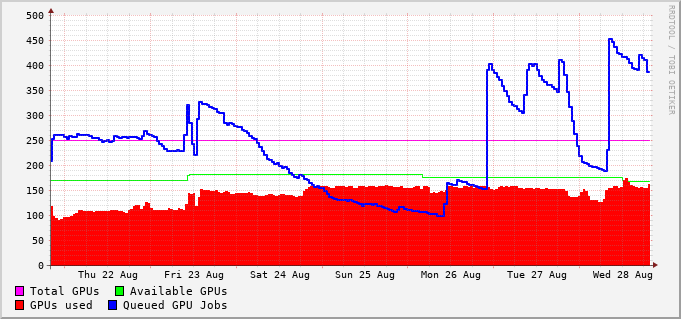 500
450
400
350
300
250
200
150
100
50
0
Thu 22 Aug Fri 23 Aug Sat 24 Aug Sun 25 Aug Mon 26 Aug Tue 27 Aug Wed 28 Aug
Total GPUs Available GPUs
GPUs used Queued GPU Jobs
RRDTOOL / TOBI OETIKER